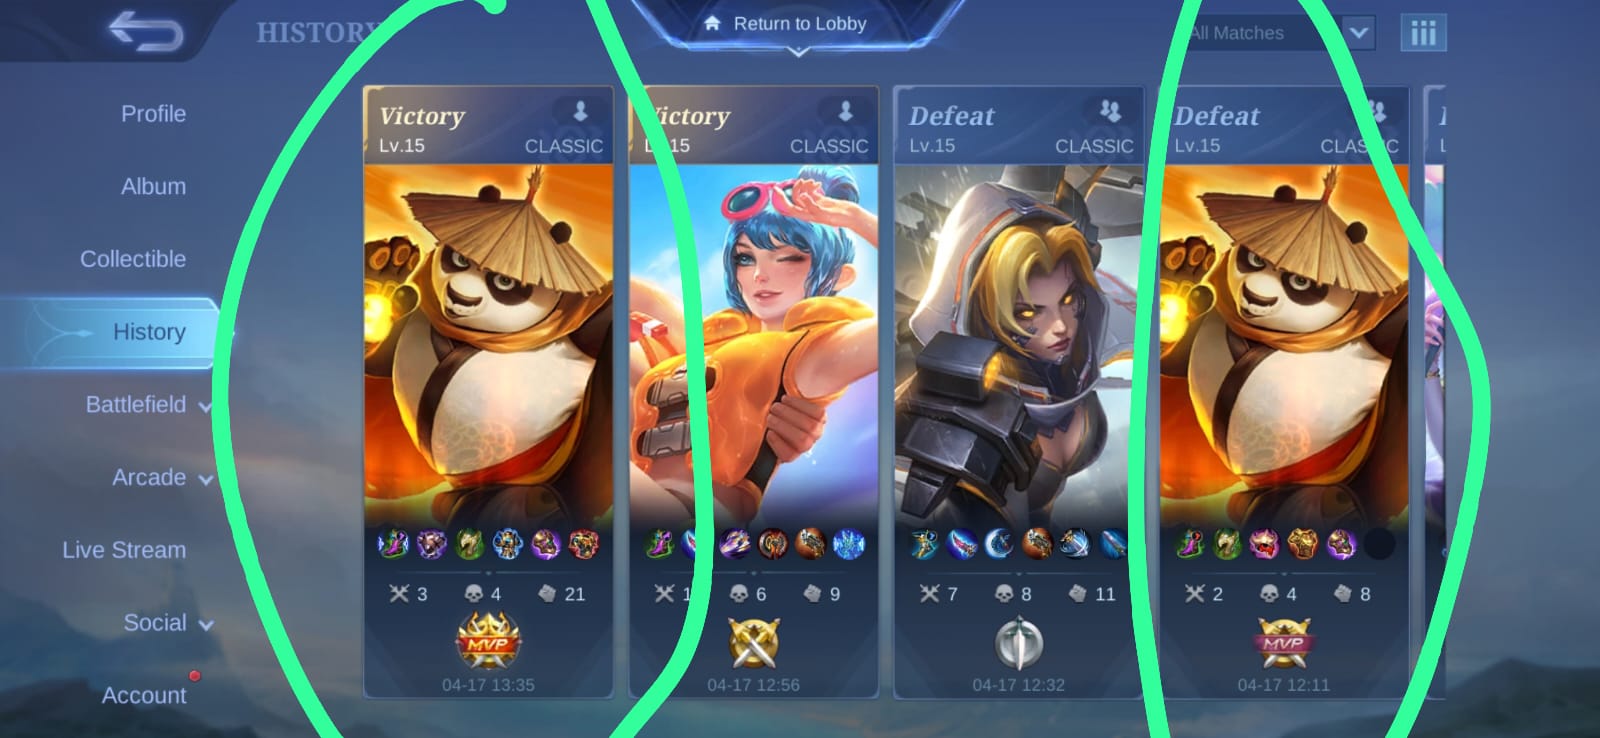 HISTORY
Return to Lobby
All Matches
Profile
Album
Collectible
History
Battlefield
Arcade
Live Stream
Social
Account
Victory
Lv.15
CLASSIC
3
4
21
MVP
04-17 13:35
Victory
Lv.15
CLASSIC
6
9
04-17 12:56
Defeat
Lv.15
CLASSIC
7
8
11
04-17 12:32
Defeat
Lv.15
CLASSIC
2
4
8
MVP
04-17 12:11